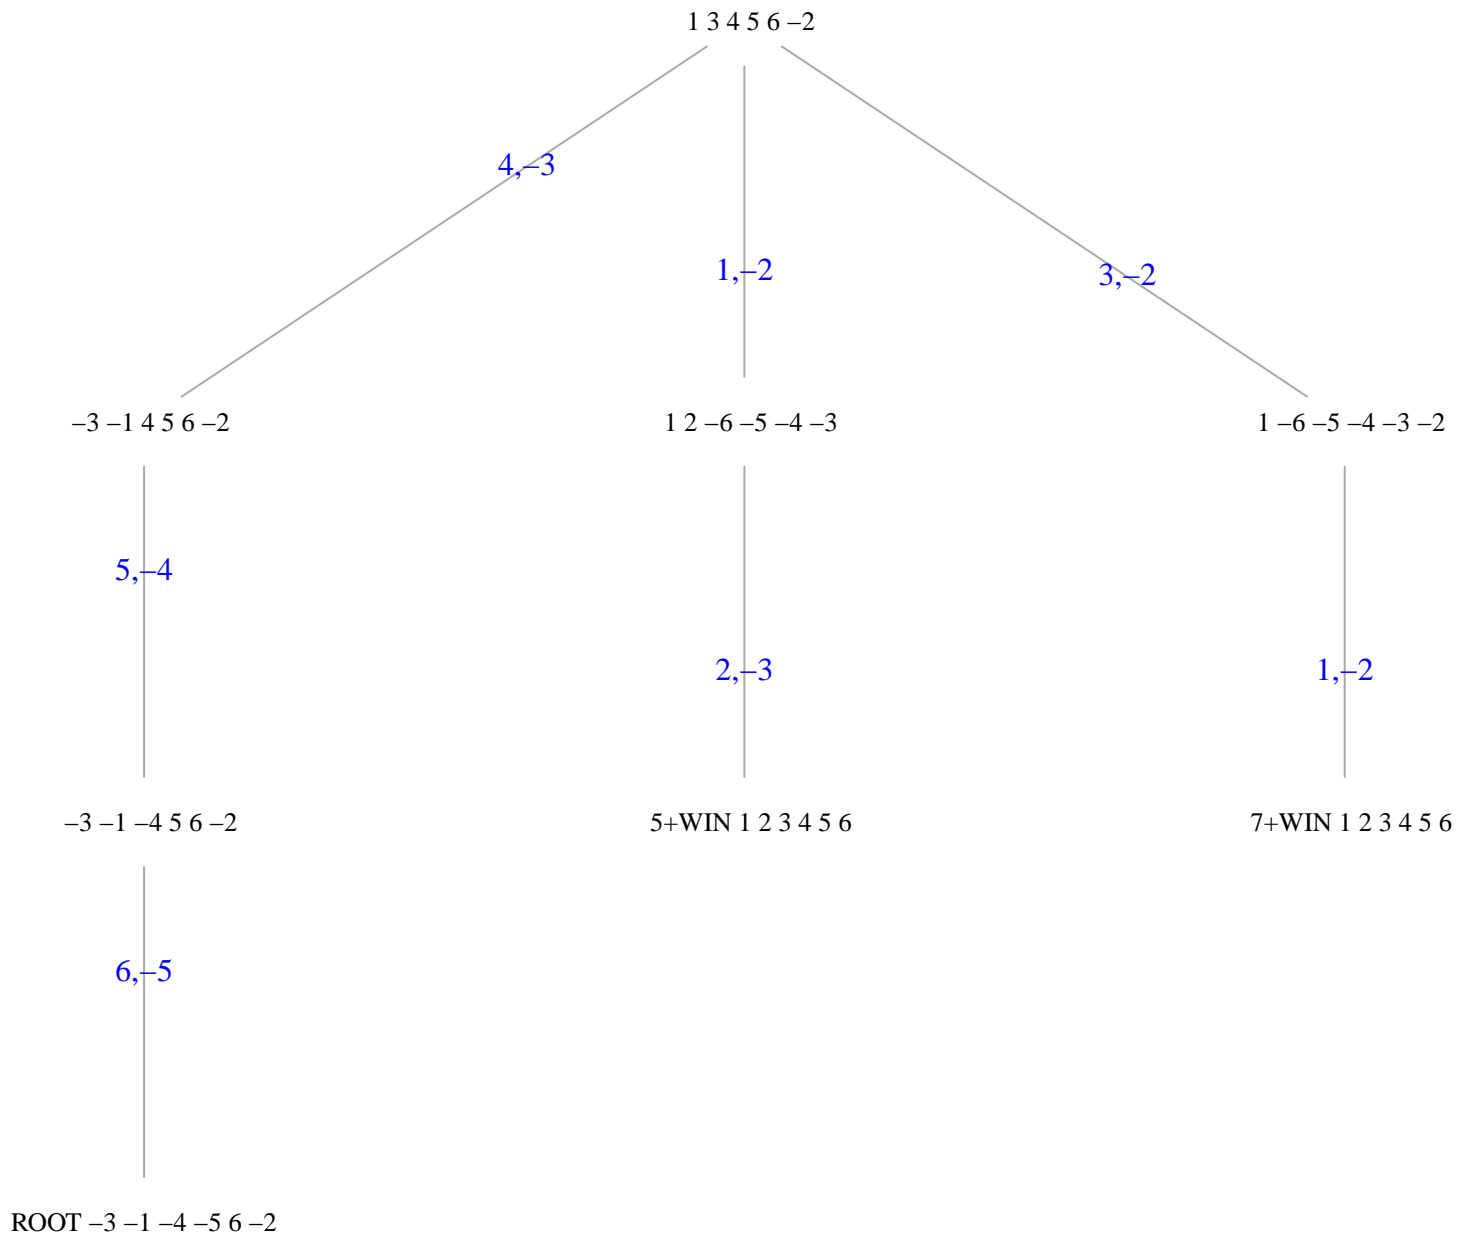 1 3 4 5 6 –2
4,–3
1,–2
3,–2
–3 –1 4 5 6 –2
1 2 –6 –5 –4 –3
1 –6 –5 –4 –3 –2
5,–4
2,–3
1,–2
–3 –1 –4 5 6 –2
5+WIN 1 2 3 4 5 6
7+WIN 1 2 3 4 5 6
6,–5
ROOT –3 –1 –4 –5 6 –2